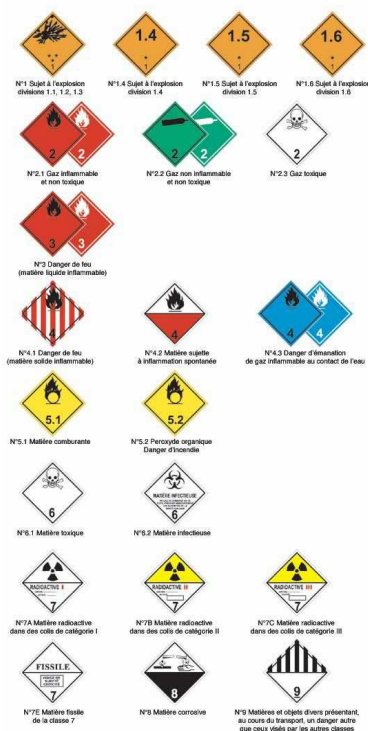 1
1.4
1
1.5
1
1.6
1
N°1 Sujet à l'explosion
divisions 1.1, 1.2, 1.3
N°1.4 Sujet à l'explosion
division 1.4
N°1.5 Sujet à l'explosion
division 1.5
N°1.6 Sujet à l'explosion
division 1.6
2
2
2
2
2
N°2.1 Gaz inflammable
et non toxique
N°2.2 Gaz non inflammable
et non toxique
N°2.3 Gaz toxique
3
3
N°3 Danger de feu
(matière liquide inflammable)
4
4
4
4
N°4.1 Danger de feu
(matière solide inflammable)
N°4.2 Matière sujette
à inflammation spontanée
N°4.3 Danger d'émanation
de gaz inflammable au contact de l'eau
5.1
5.2
N°5.1 Matière comburante
N°5.2 Peroxyde organique
Danger d'incendie
6
MATIÈRE INFECTIEUSE
6
N°6.1 Matière toxique
N°6.2 Matière infectieuse
RADIOACTIVE I
7
RADIOACTIVE II
7
RADIOACTIVE III
7
N°7A Matière radioactive
dans des colis de catégorie I
N°7B Matière radioactive
dans des colis de catégorie II
N°7C Matière radioactive
dans des colis de catégorie III
FISSILE
7
8
9
N°7E Matière fissile
de la classe 7
N°8 Matière corrosive
N°9 Matières et objets divers présentant,
au cours du transport, un danger autre
que ceux visés par les autres classes